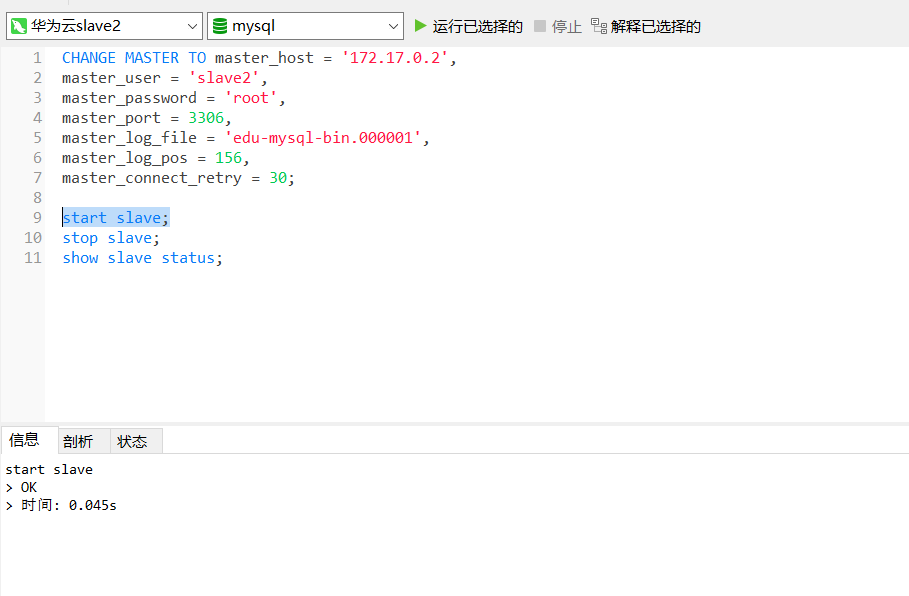 华为云slave2 mysql 运行已选择的 停止 解释已选择的
1 CHANGE MASTER TO master_host = '172.17.0.2',
2 master_user = 'slave2',
3 master_password = 'root',
4 master_port = 3306,
5 master_log_file = 'edu-mysql-bin.000001',
6 master_log_pos = 156,
7 master_connect_retry = 30;
8
9 start slave;
10 stop slave;
11 show slave status;
信息 剖析 状态
start slave
> OK
> 时间: 0.045s